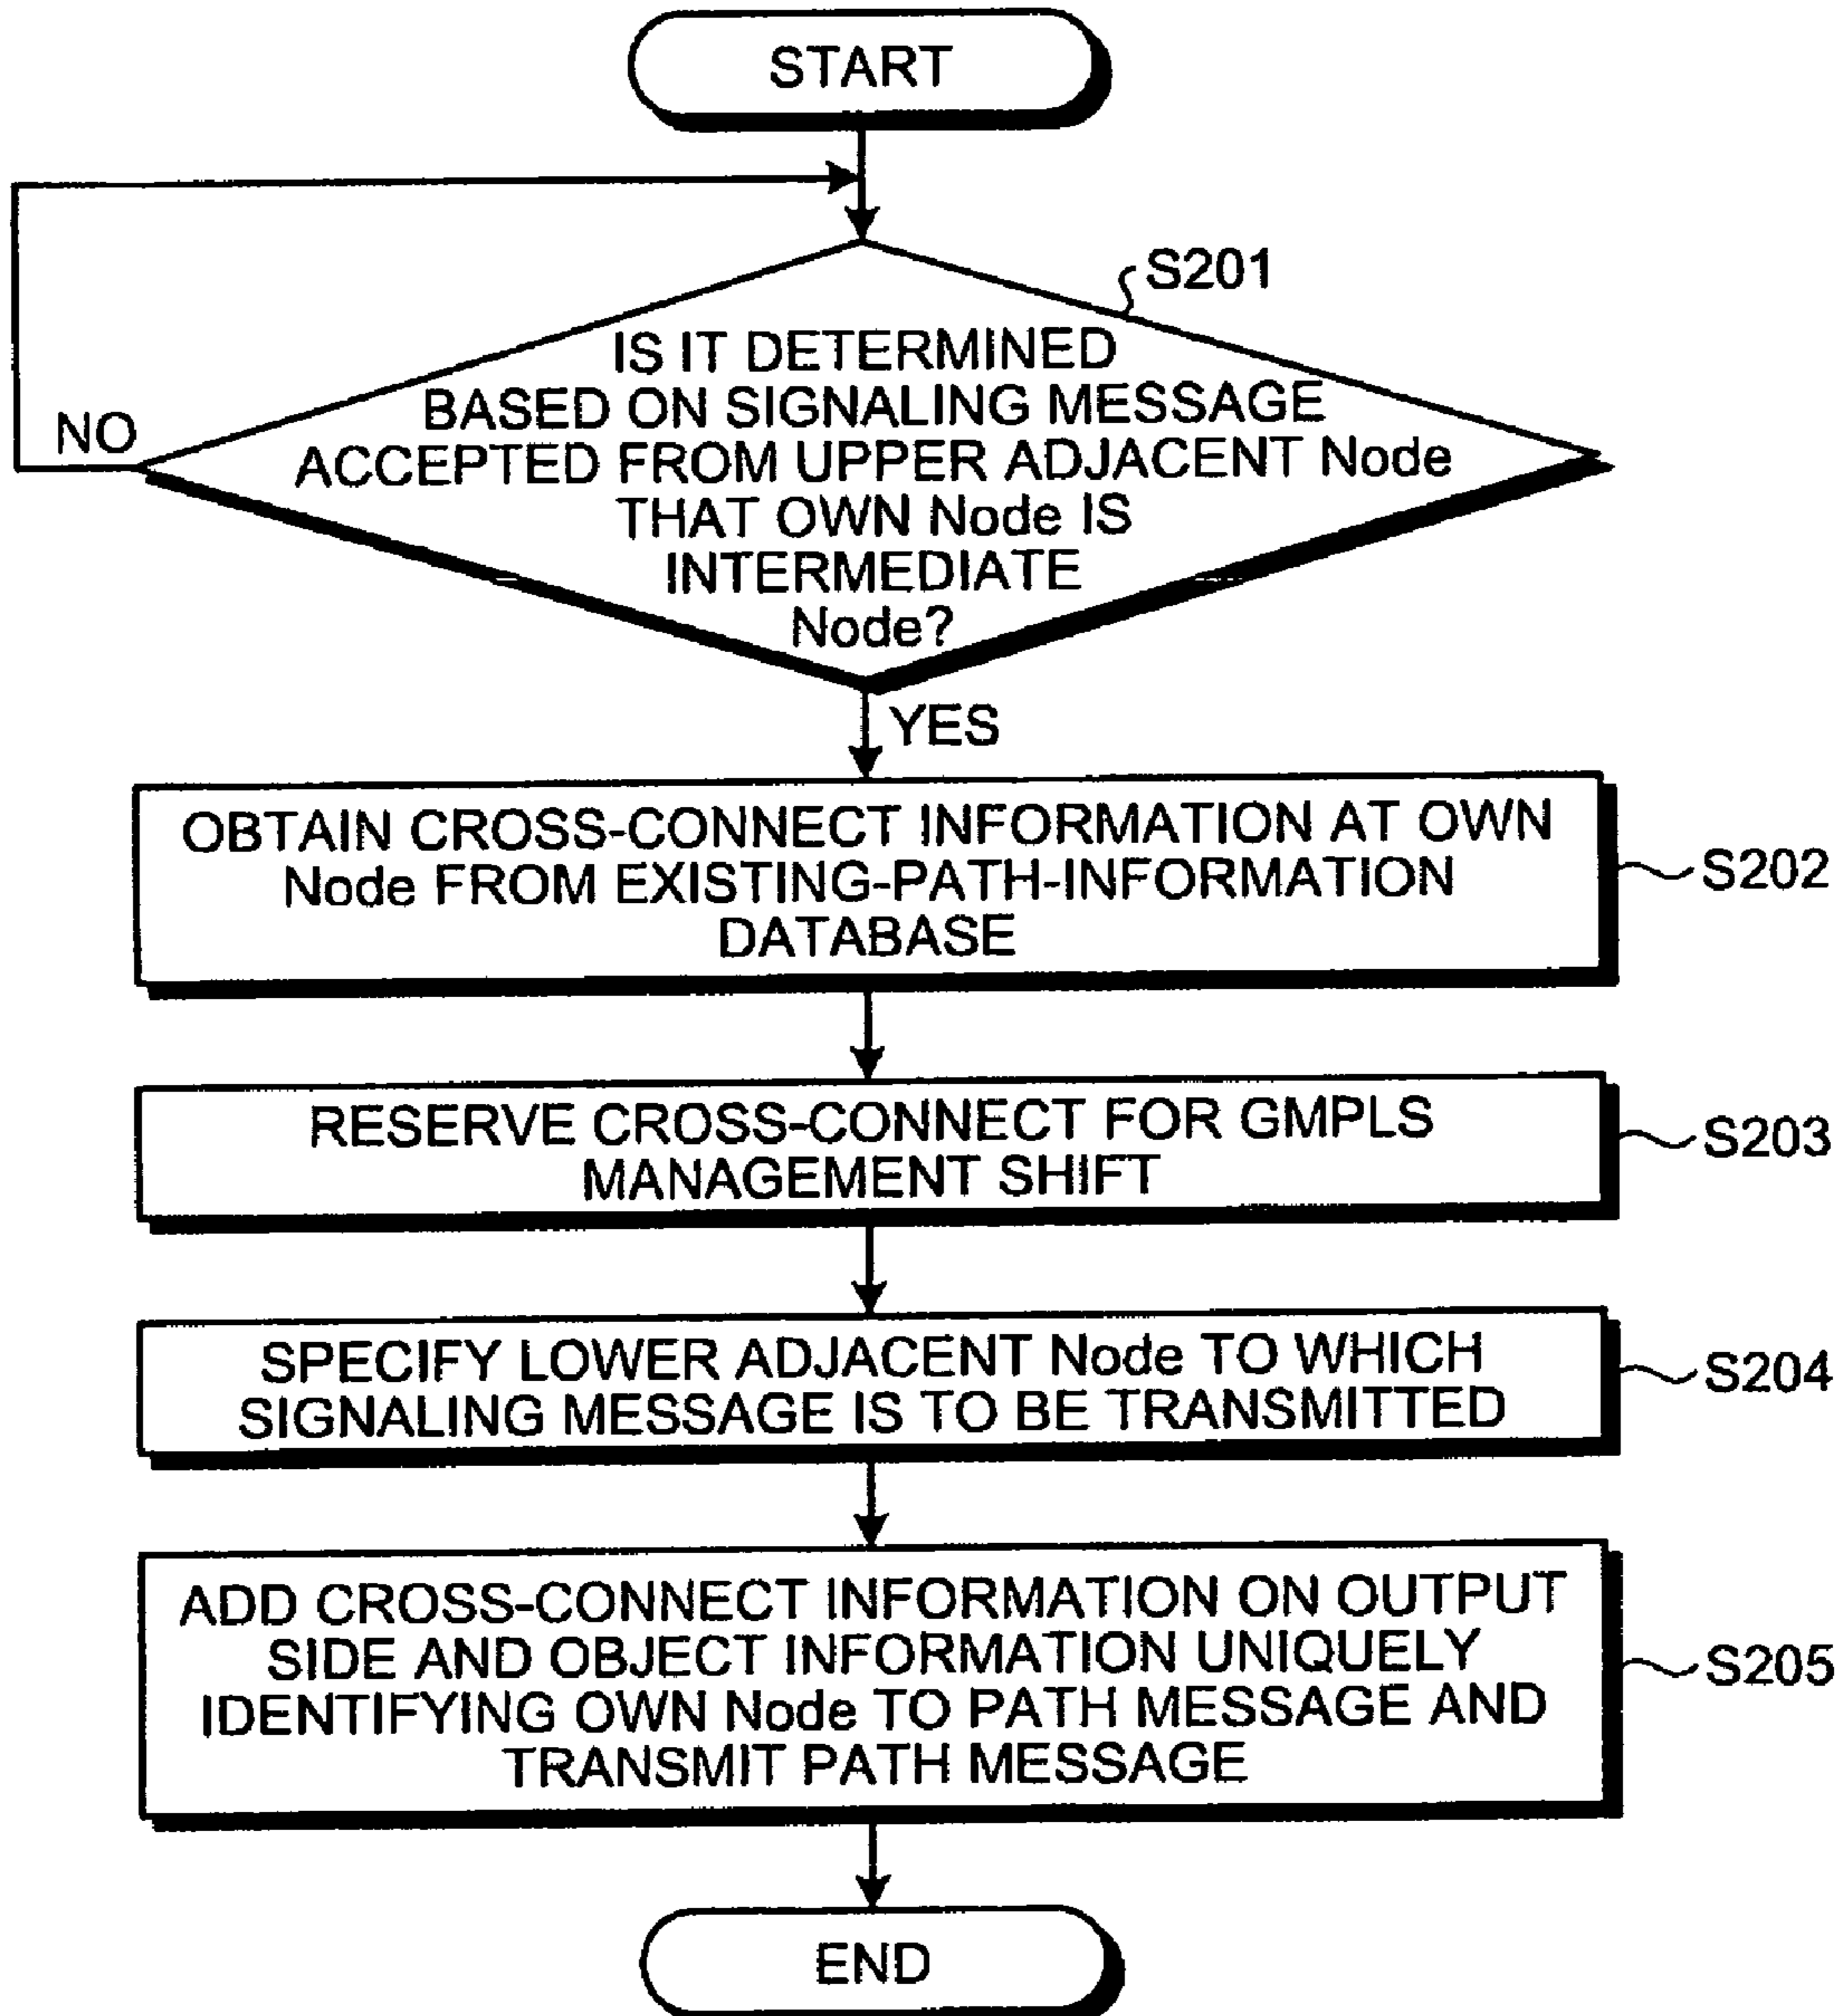 START
S201
IS IT DETERMINED
BASED ON SIGNALING MESSAGE
ACCEPTED FROM UPPER ADJACENT Node
THAT OWN Node IS
INTERMEDIATE
Node?
NO
YES
OBTAIN CROSS-CONNECT INFORMATION AT OWN
Node FROM EXISTING-PATH-INFORMATION
DATABASE
S202
RESERVE CROSS-CONNECT FOR GMPLS
MANAGEMENT SHIFT
S203
SPECIFY LOWER ADJACENT Node TO WHICH
SIGNALING MESSAGE IS TO BE TRANSMITTED
S204
ADD CROSS-CONNECT INFORMATION ON OUTPUT
SIDE AND OBJECT INFORMATION UNIQUELY
IDENTIFYING OWN Node TO PATH MESSAGE AND
TRANSMIT PATH MESSAGE
S205
END